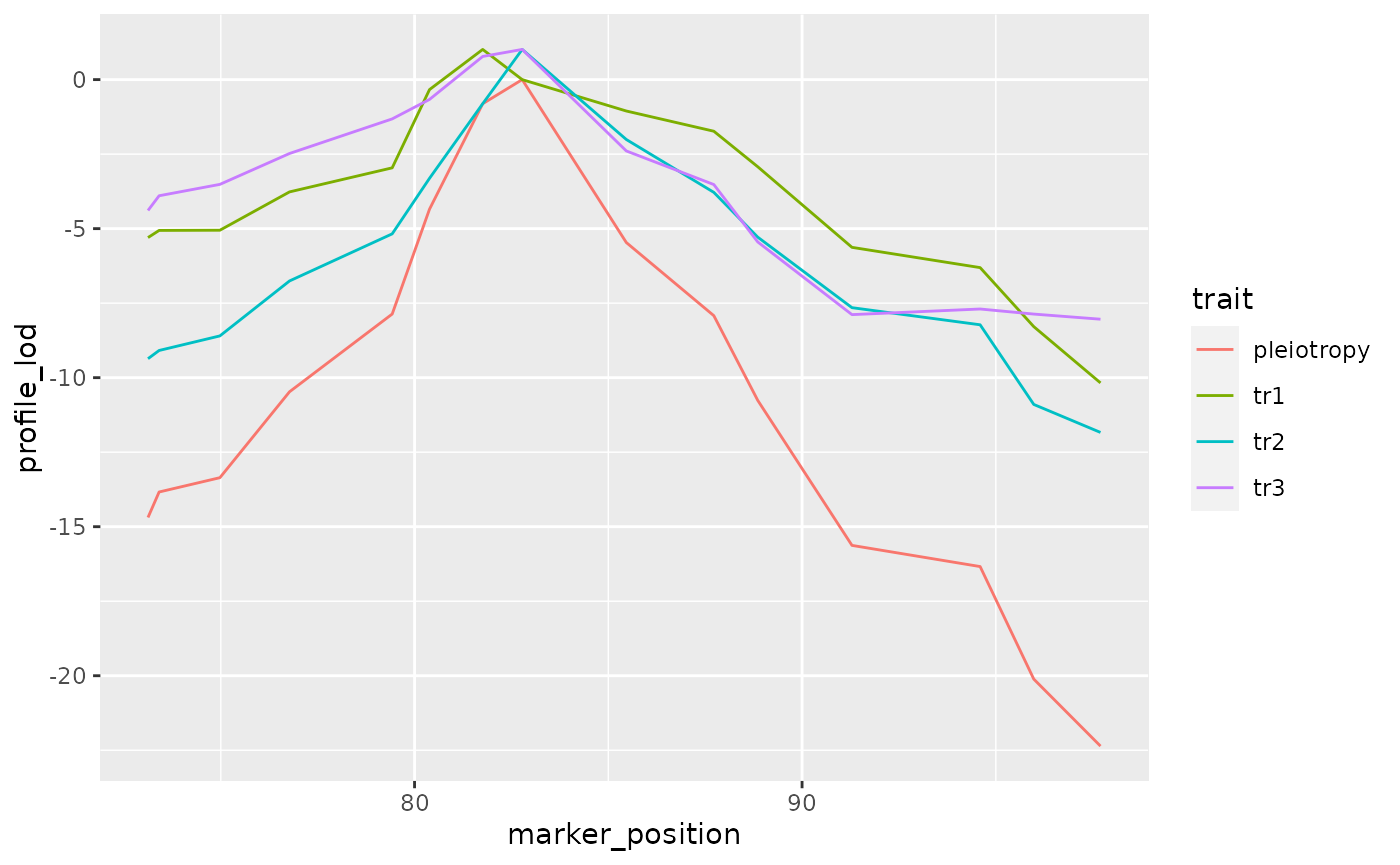 profile_lod
0
-5
-10
-15
-20
80
90
marker_position
trait
pleiotropy
tr1
tr2
tr3